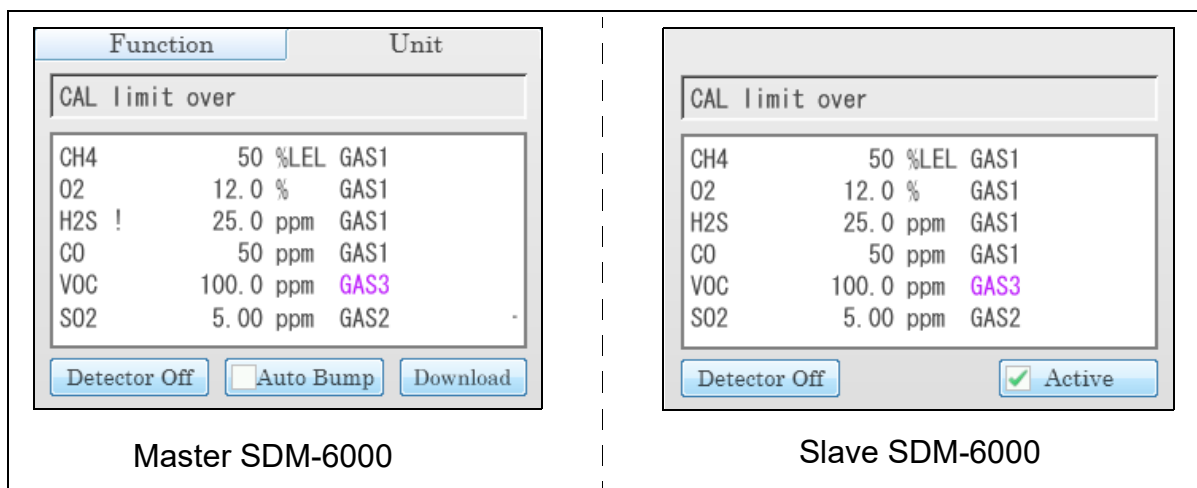 Function Unit
CAL limit over
CH4 50 %LEL GAS1
O2 12.0 % GAS1
H2S ! 25.0 ppm GAS1
CO 50 ppm GAS1
VOC 100.0 ppm GAS3
SO2 5.00 ppm GAS2 -
Detector Off Auto Bump Download
Master SDM-6000
CAL limit over
CH4 50 %LEL GAS1
O2 12.0 % GAS1
H2S 25.0 ppm GAS1
CO 50 ppm GAS1
VOC 100.0 ppm GAS3
SO2 5.00 ppm GAS2
Detector Off Active
Slave SDM-6000